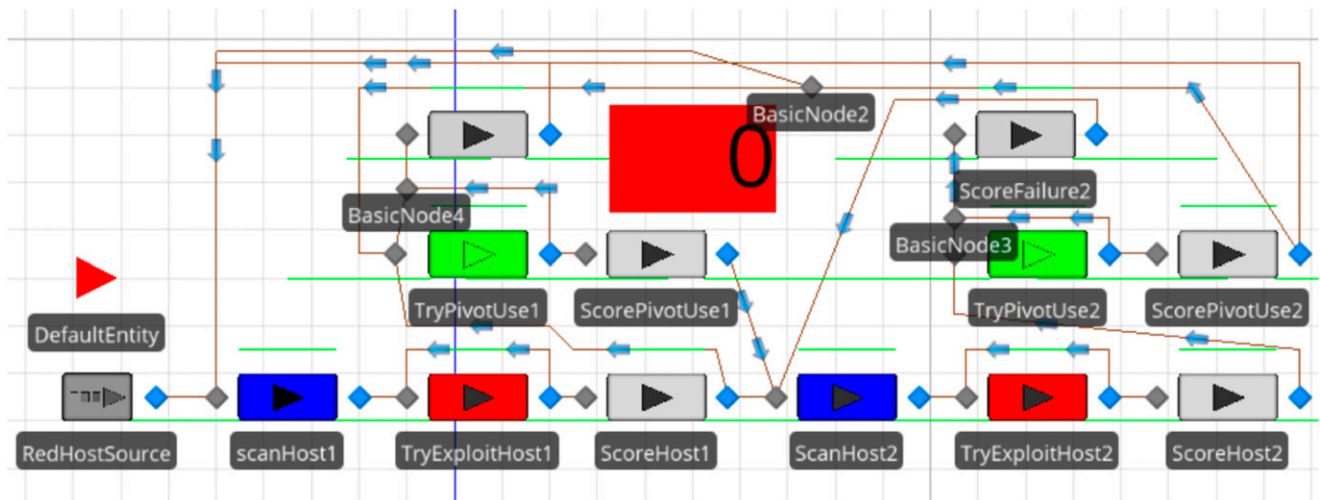 BasicNode2
0
ScoreFailure2
BasicNode4
BasicNode3
TryPivotUse1
ScorePivotUse1
TryPivotUse2
ScorePivotUse2
DefaultEntity
RedHostSource
scanHost1
TryExploitHost1
ScoreHost1
ScanHost2
TryExploitHost2
ScoreHost2